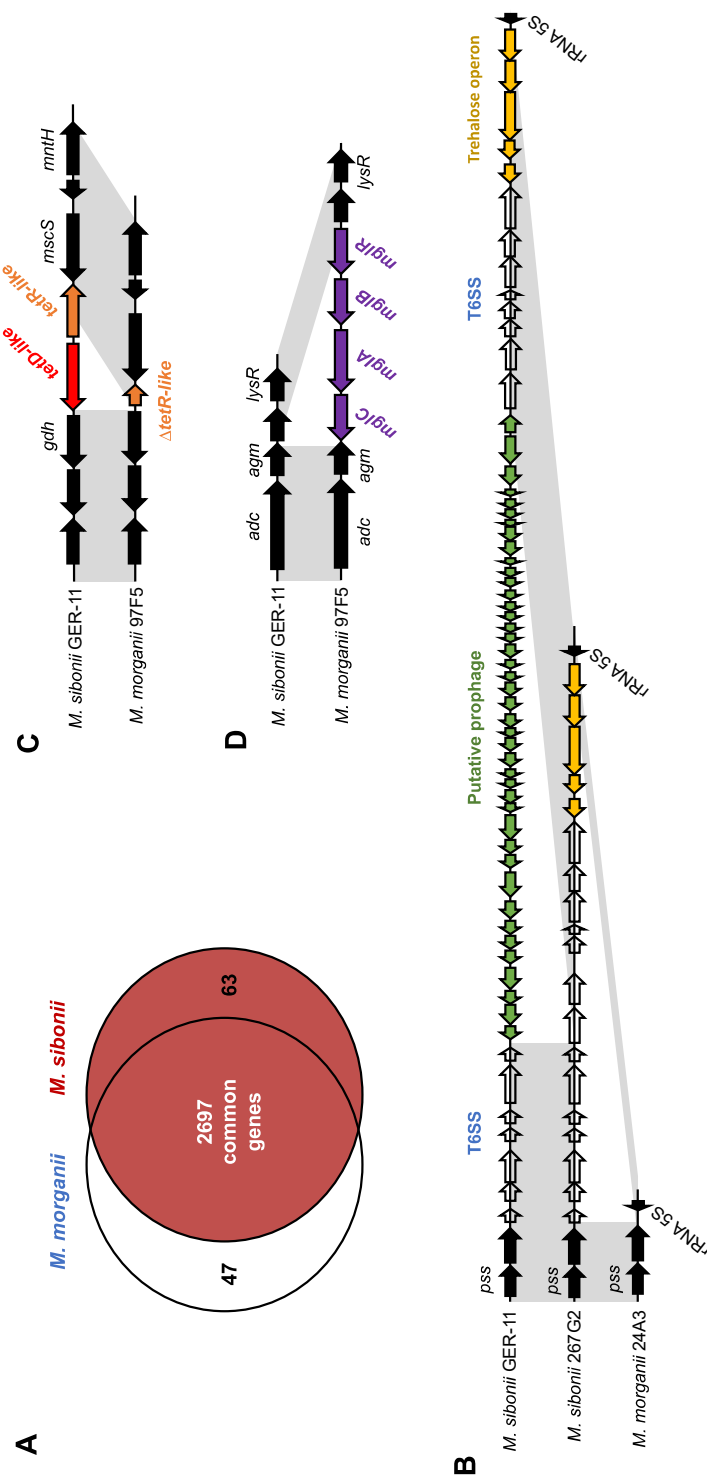 A
M. morganii
M. sibonii
47
2697
common
genes
63
B
T6SS
Putative prophage
T6SS
Trehalose operon
M. sibonii GER-11
pss
rRNA 5S
M. sibonii 267G2
pss
rRNA 5S
M. morganii 24A3
pss
rRNA 5S
C
M. sibonii GER-11
gdh
tetD-like
tetR-like
mscS
mntH
M. morganii 97F5
ΔtetR-like
D
M. sibonii GER-11
adc
agm
lysR
M. morganii 97F5
adc
agm
mglC
mglA
mglB
mglR
lysR